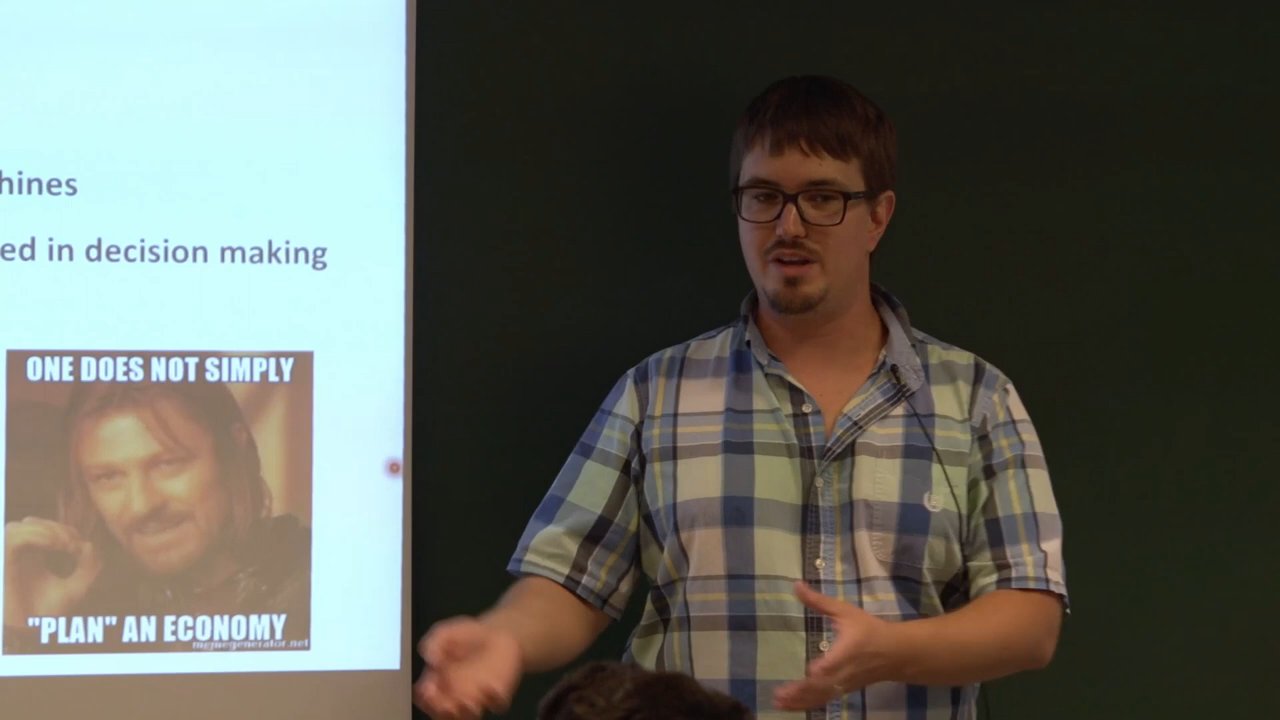 hines
ed in decision making
ONE DOES NOT SIMPLY
"PLAN" AN ECONOMY
memegenerator.net